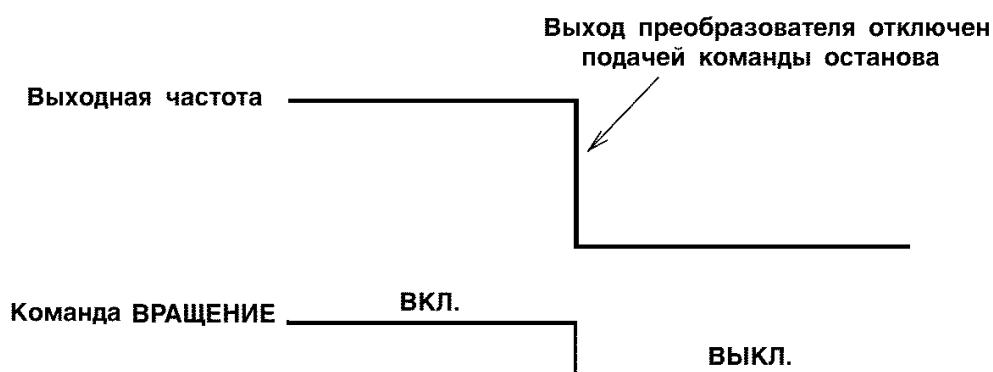 Выход преобразователя отключен
подачей команды останова
Выходная частота
Команда ВРАЩЕНИЕ
ВКЛ.
ВЫКЛ.